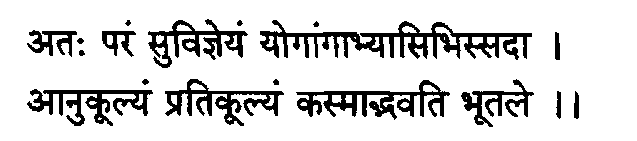 अतः परं सुविज्ञेयं योगांगाभ्यासिभिस्सदा ।
आनुकूल्यं प्रतिकूल्यं कस्माद्भवति भूतले ।।